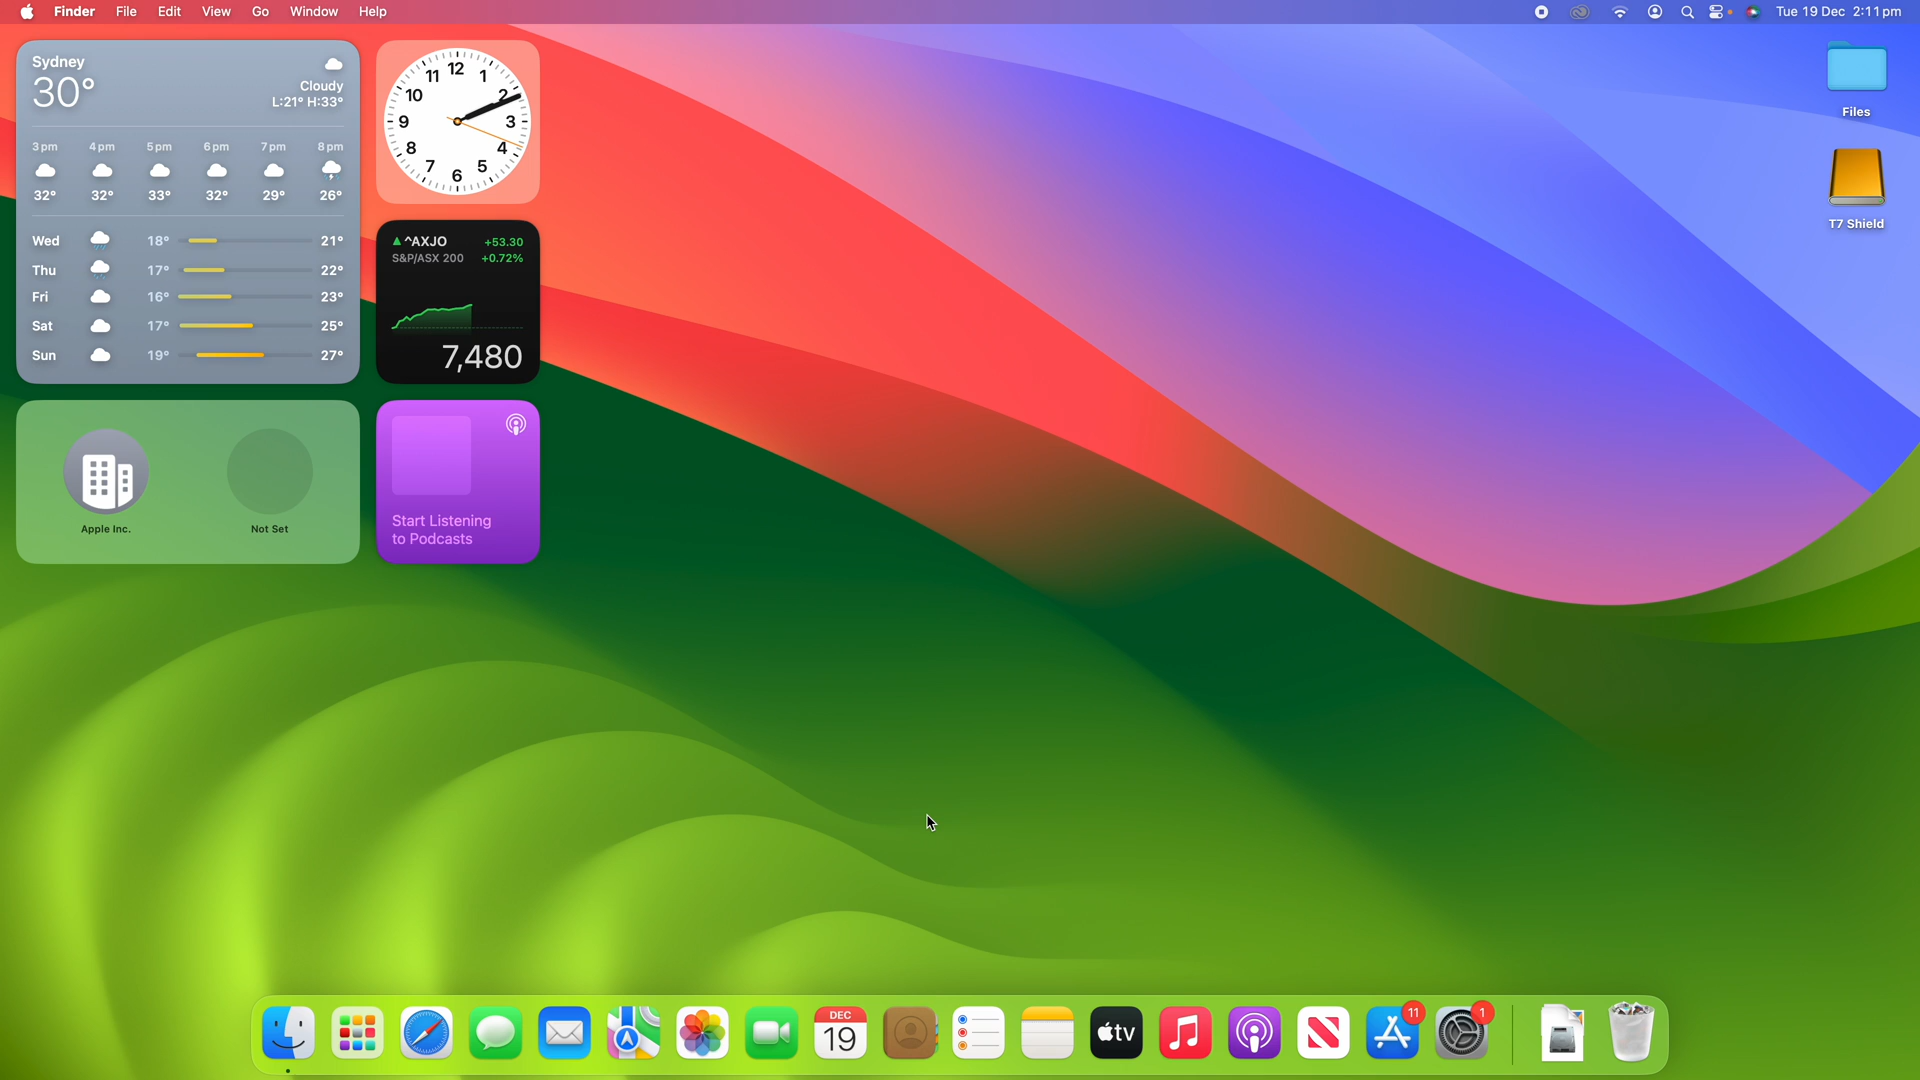 Finder File Edit View Go Window Help
Tue 19 Dec 2:11 pm
Sydney
30°
Cloudy
L:21° H:33°
3 pm 4 pm 5 pm 6 pm 7 pm 8 pm
32° 32° 33° 32° 29° 26°
Wed 18° 21°
Thu 17° 22°
Fri 16° 23°
Sat 17° 25°
Sun 19° 27°
12
11 1
10 2
9 3
8 4
7 5
6
▲ ^AXJO +53.30
S&P/ASX 200 +0.72%
7,480
Apple Inc. Not Set
Start Listening
to Podcasts
Files
T7 Shield
DEC
19
tv
11
1